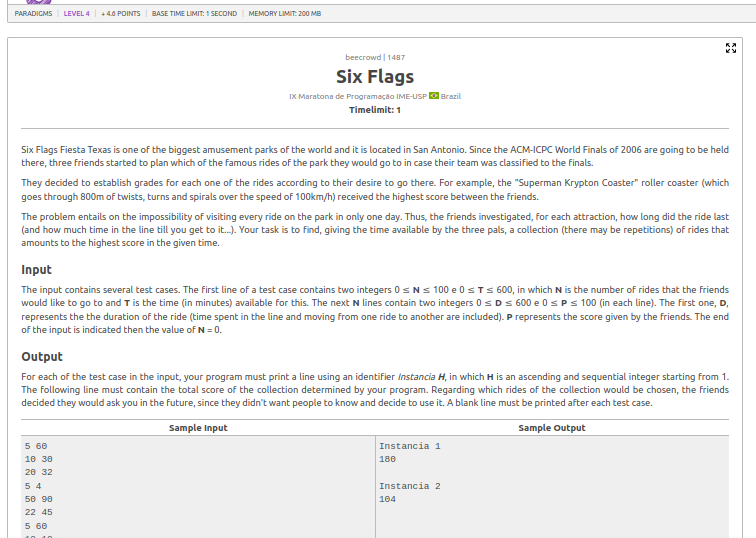 PARADIGMS LEVEL 4 + 4.6 POINTS BASE TIME LIMIT: 1 SECOND MEMORY LIMIT: 200 MB
beecrowd | 1487
Six Flags
IX Maratona de Programação IME-USP Brazil
Timelimit: 1
Six Flags Fiesta Texas is one of the biggest amusement parks of the world and it is located in San Antonio. Since the ACM-ICPC World Finals of 2006 are going to be held
there, three friends started to plan which of the famous rides of the park they would go to in case their team was classified to the finals.
They decided to establish grades for each one of the rides according to their desire to go there. For example, the "Superman Krypton Coaster" roller coaster (which
goes through 800m of twists, turns and spirals over the speed of 100km/h) received the highest score between the friends.
The problem entails on the impossibility of visiting every ride on the park in only one day. Thus, the friends investigated, for each attraction, how long did the ride last
(and how much time in the line till you get to it...). Your task is to find, giving the time available by the three pals, a collection (there may be repetitions) of rides that
amounts to the highest score in the given time.
Input
The input contains several test cases. The first line of a test case contains two integers 0 ≤ N ≤ 100 e 0 ≤ T ≤ 600, in which N is the number of rides that the friends
would like to go to and T is the time (in minutes) available for this. The next N lines contain two integers 0 ≤ D ≤ 600 e 0 ≤ P ≤ 100 (in each line). The first one, D,
represents the the duration of the ride (time spent in the line and moving from one ride to another are included). P represents the score given by the friends. The end
of the input is indicated then the value of N = 0.
Output
For each of the test case in the input, your program must print a line using an identifier Instancia H, in which H is an ascending and sequential integer starting from 1.
The following line must contain the total score of the collection determined by your program. Regarding which rides of the collection would be chosen, the friends
decided they would ask you in the future, since they didn't want people to know and decide to use it. A blank line must be printed after each test case.
Sample Input Sample Output
5 60 Instancia 1
10 30 180
20 32
5 4 Instancia 2
50 90 104
22 45
5 60